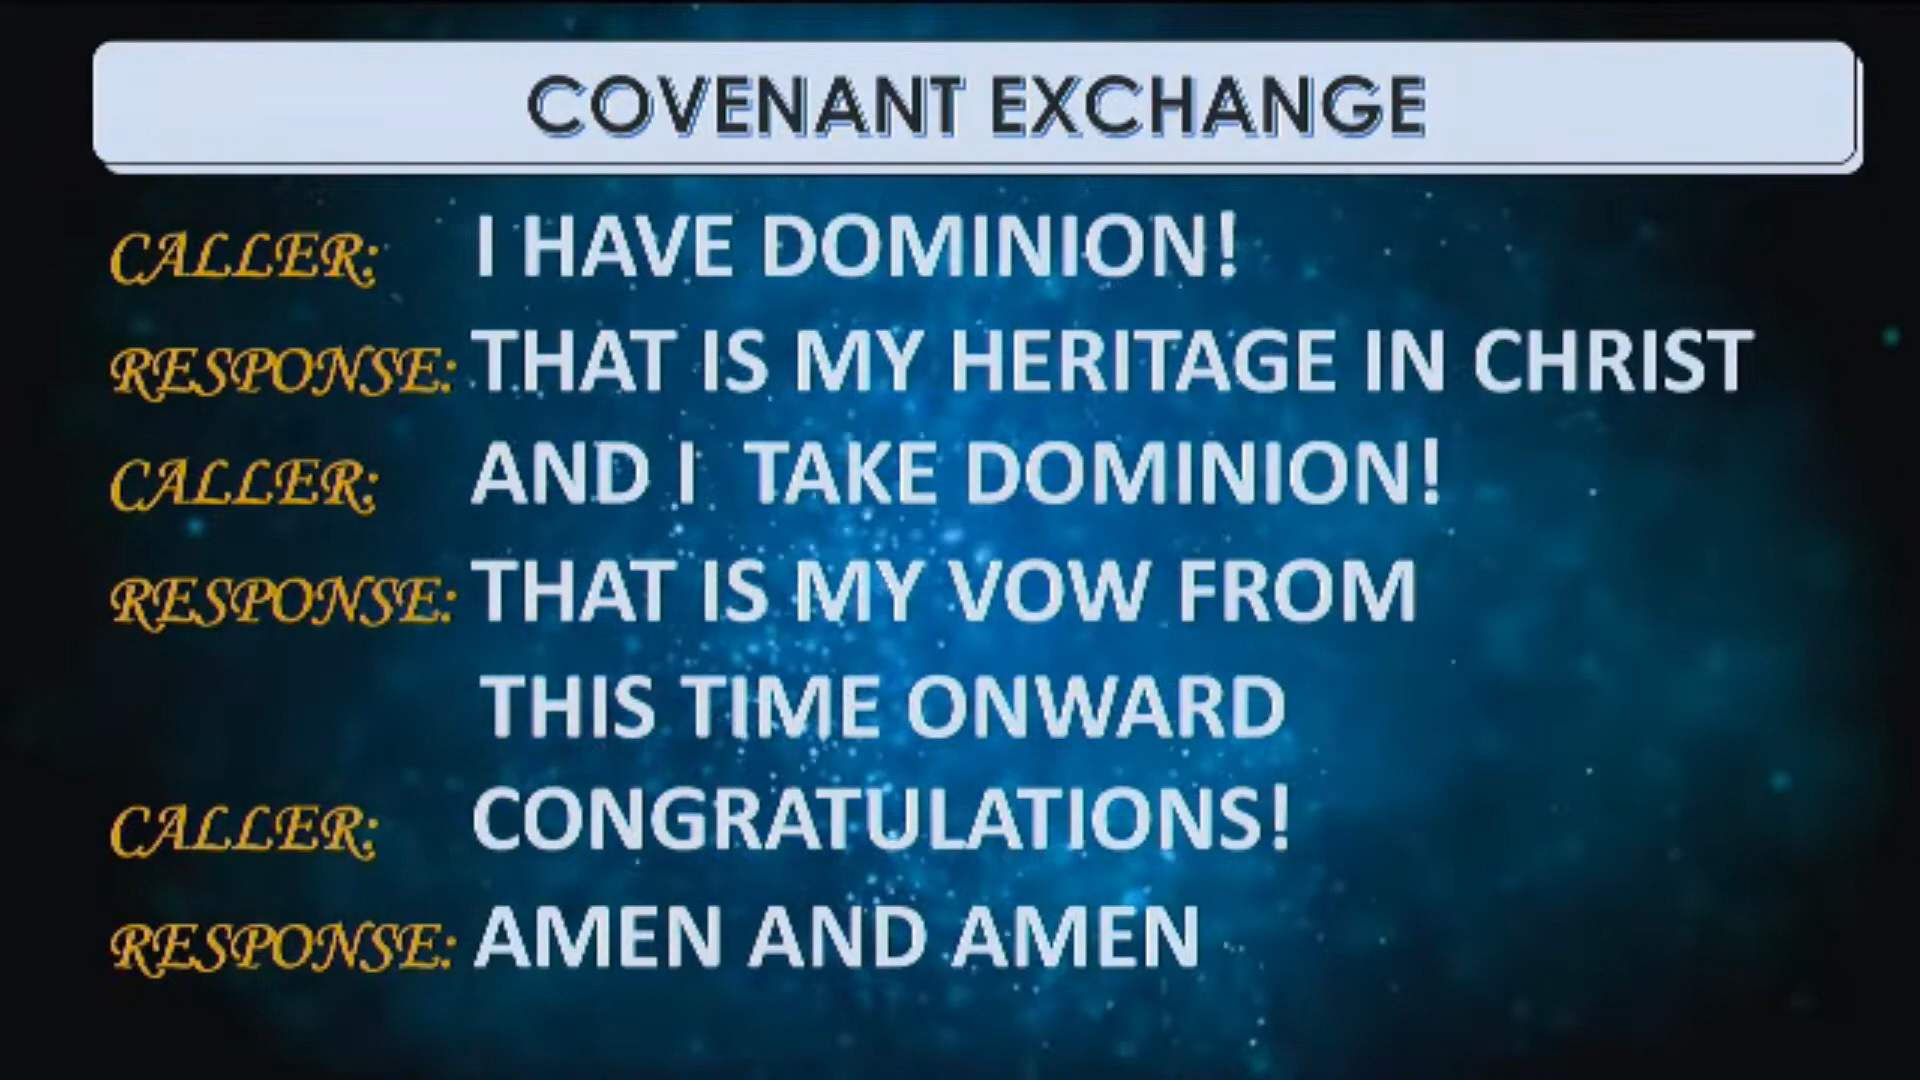 COVENANT EXCHANGE
CALLER: I HAVE DOMINION!
RESPONSE: THAT IS MY HERITAGE IN CHRIST
CALLER: AND I TAKE DOMINION!
RESPONSE: THAT IS MY VOW FROM
THIS TIME ONWARD
CALLER: CONGRATULATIONS!
RESPONSE: AMEN AND AMEN